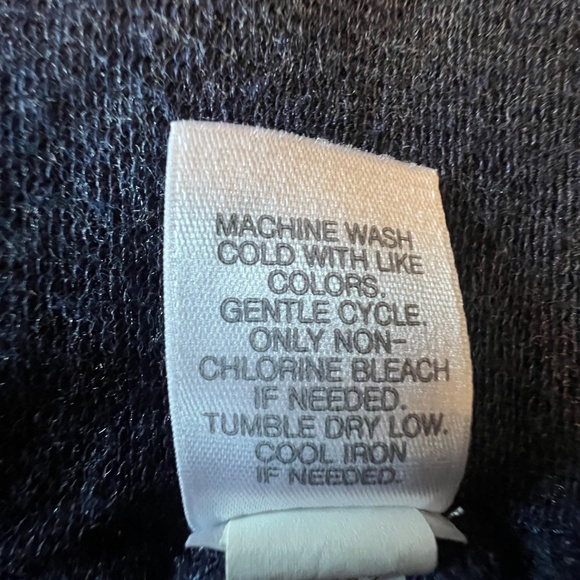 MACHINE WASH
COLD WITH LIKE
COLORS.
GENTLE CYCLE.
ONLY NON-
CHLORINE BLEACH
IF NEEDED.
TUMBLE DRY LOW.
COOL IRON
IF NEEDED.